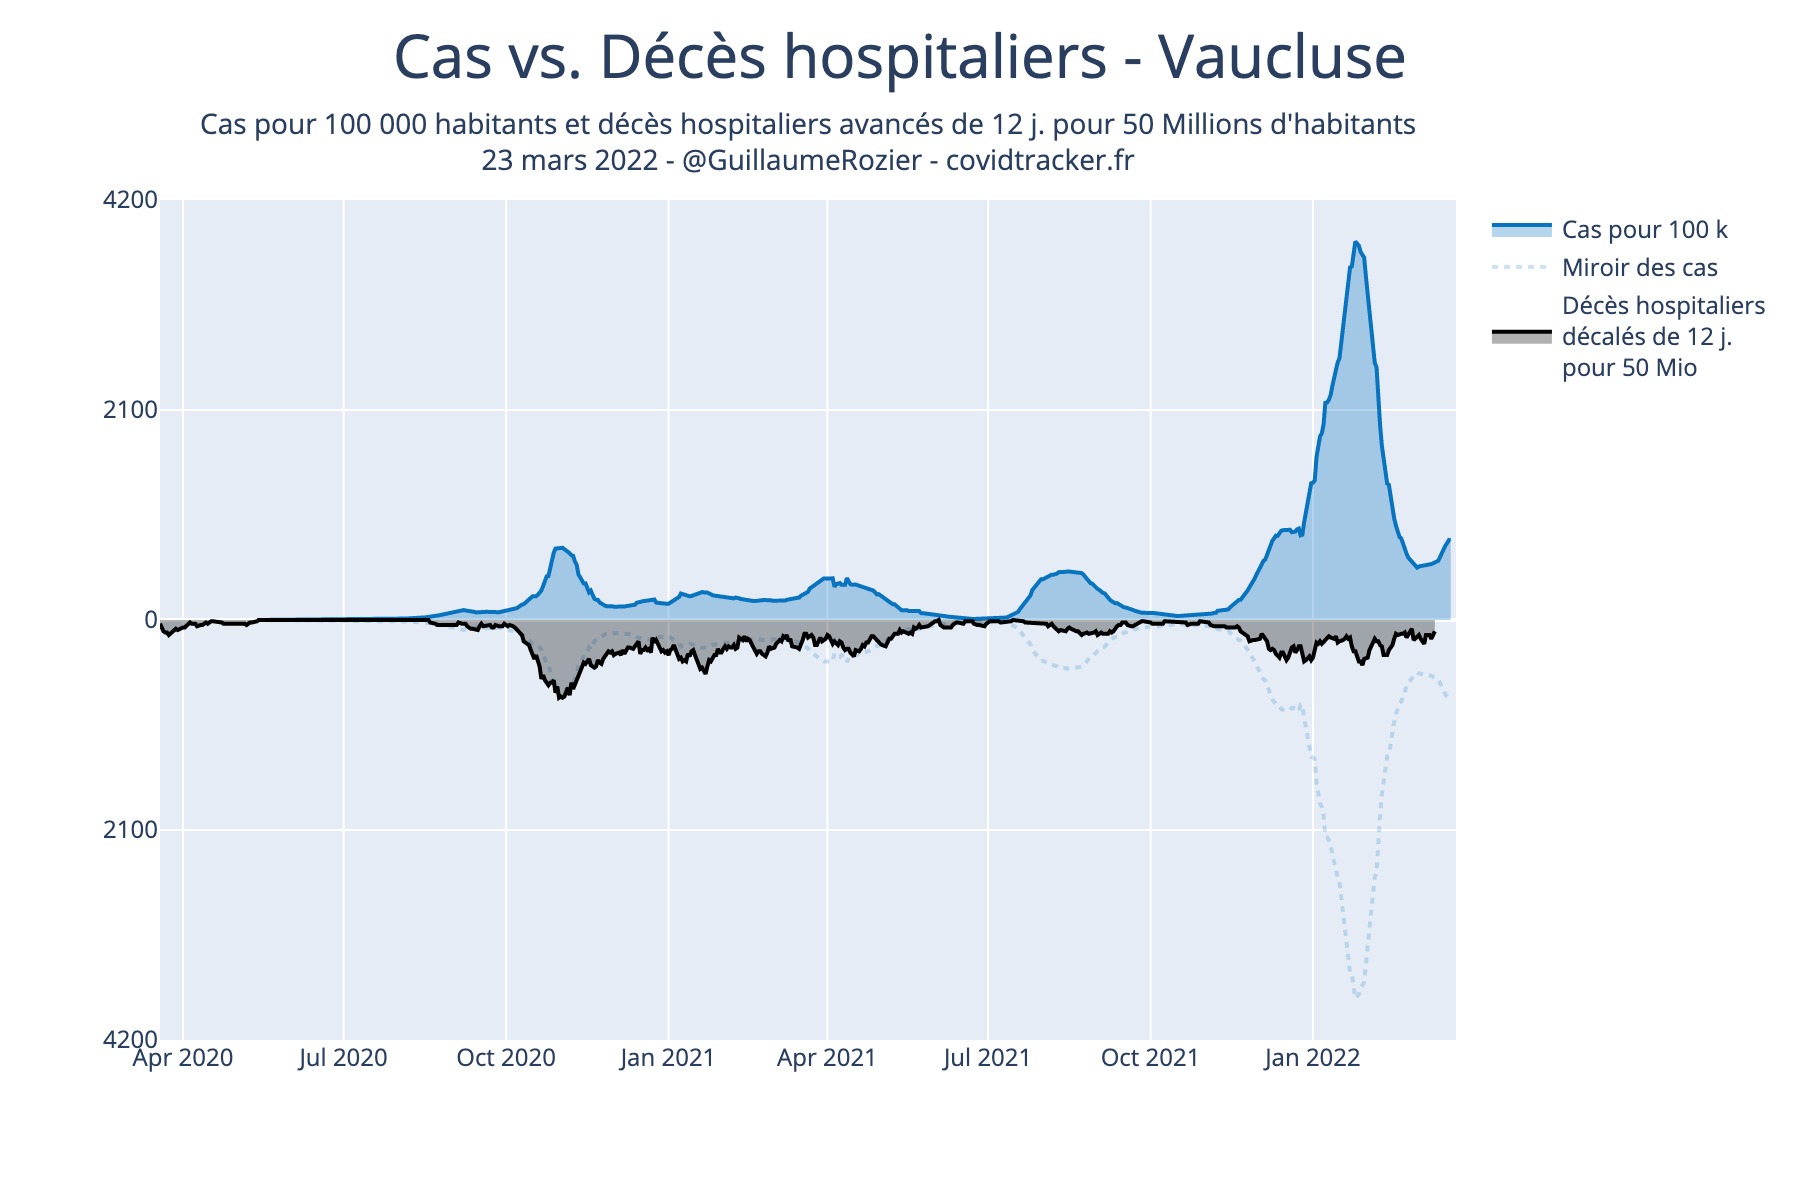 Cas vs. Décès hospitaliers - Vaucluse
Cas pour 100 000 habitants et décès hospitaliers avancés de 12 j. pour 50 Millions d'habitants
23 mars 2022 - @GuillaumeRozier - covidtracker.fr
4200
2100
0
2100
4200
Apr 2020
Jul 2020
Oct 2020
Jan 2021
Apr 2021
Jul 2021
Oct 2021
Jan 2022
Cas pour 100 k
Miroir des cas
Décès hospitaliers
décalés de 12 j.
pour 50 Mio